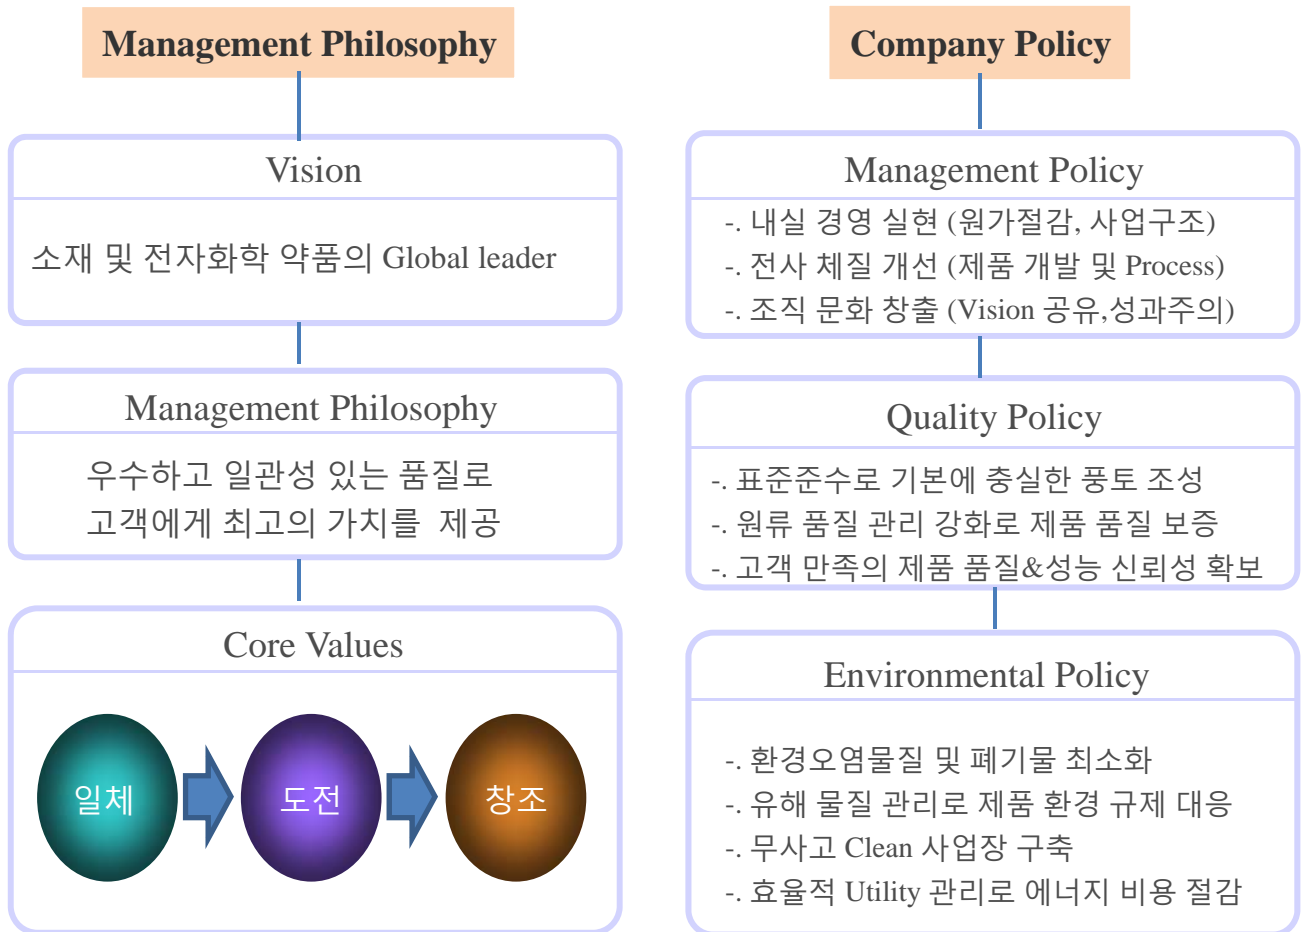 Management Philosophy
Vision
소재 및 전자화학 약품의 Global leader
Management Philosophy
우수하고 일관성 있는 품질로
고객에게 최고의 가치를 제공
Core Values
일체
도전
창조
Company Policy
Management Policy
-. 내실 경영 실현 (원가절감, 사업구조)
-. 전사 체질 개선 (제품 개발 및 Process)
-. 조직 문화 창출 (Vision 공유,성과주의)
Quality Policy
-. 표준준수로 기본에 충실한 풍토 조성
-. 원류 품질 관리 강화로 제품 품질 보증
-. 고객 만족의 제품 품질&성능 신뢰성 확보
Environmental Policy
-. 환경오염물질 및 폐기물 최소화
-. 유해 물질 관리로 제품 환경 규제 대응
-. 무사고 Clean 사업장 구축
-. 효율적 Utility 관리로 에너지 비용 절감